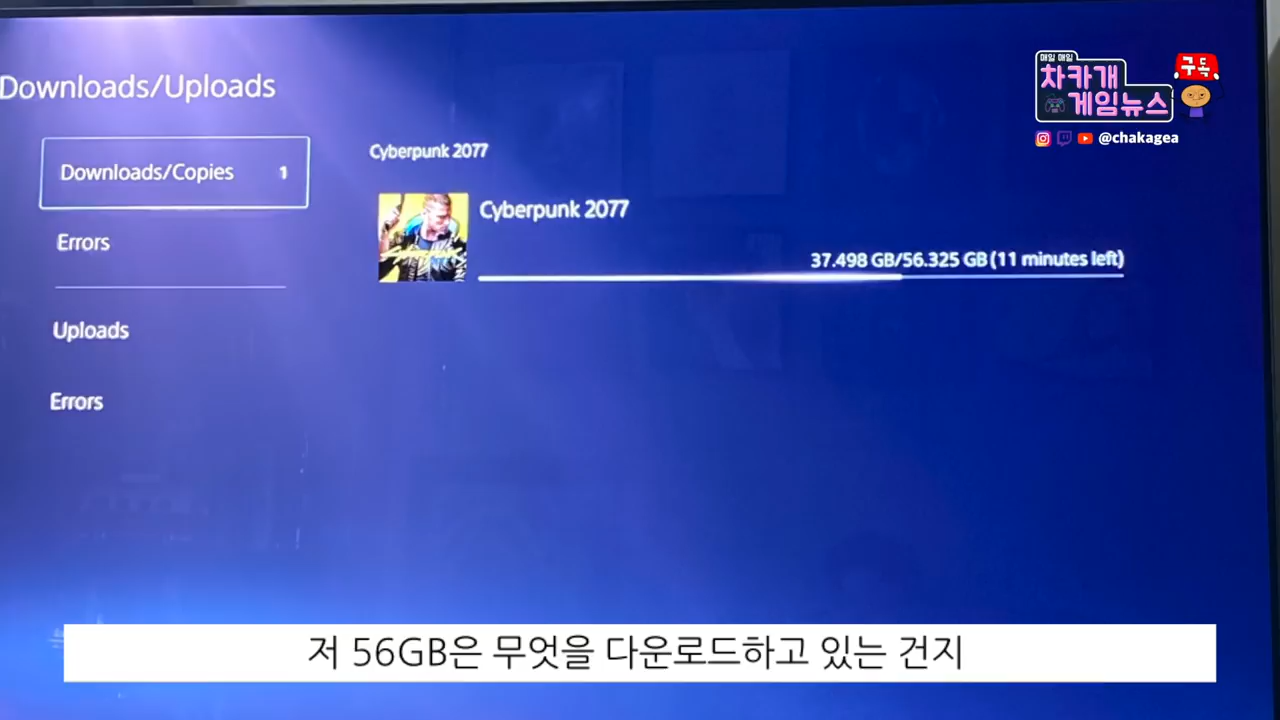 Downloads/Uploads
매일 매일
차카개
게임뉴스
구독
@chakagea
Downloads/Copies 1
Errors
Uploads
Errors
Cyberpunk 2077
Cyberpunk 2077
37.498 GB/56.325 GB (11 minutes left)
저 56GB은 무엇을 다운로드하고 있는 건지